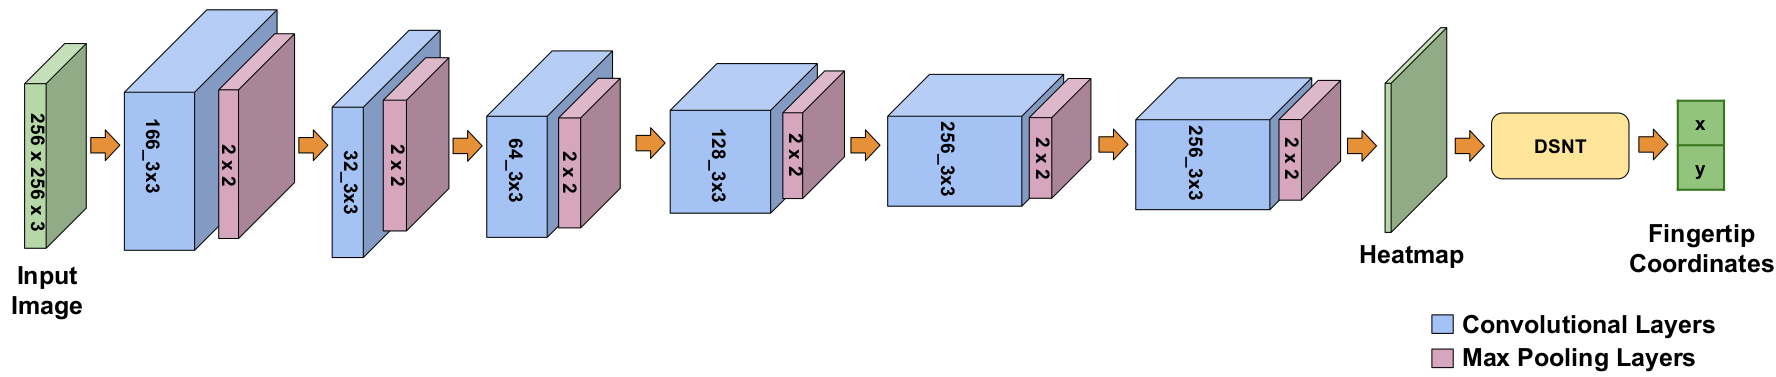 256 x 256 x 3
166_3x3
2 x 2
32_3x3
2 x 2
64_3x3
2 x 2
128_3x3
2 x 2
256_3x3
2 x 2
256_3x3
2 x 2
DSNT
x
y
Input
Image
Heatmap
Fingertip
Coordinates
Convolutional Layers
Max Pooling Layers